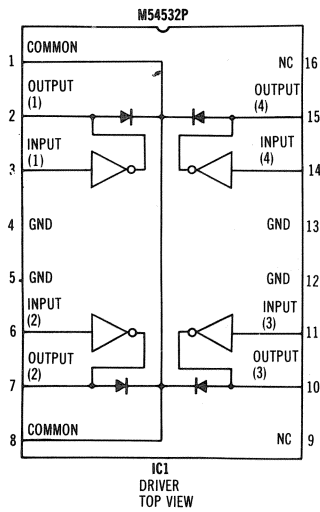 M54532P
COMMON
1
NC 16
OUTPUT
(1)
OUTPUT
(4)
2
15
INPUT
(1)
INPUT
(4)
3
14
4 GND
GND 13
5 GND
GND 12
INPUT
(2)
INPUT
(3)
6
11
OUTPUT
(2)
OUTPUT
(3)
7
10
COMMON
8
NC 9
IC1
DRIVER
TOP VIEW